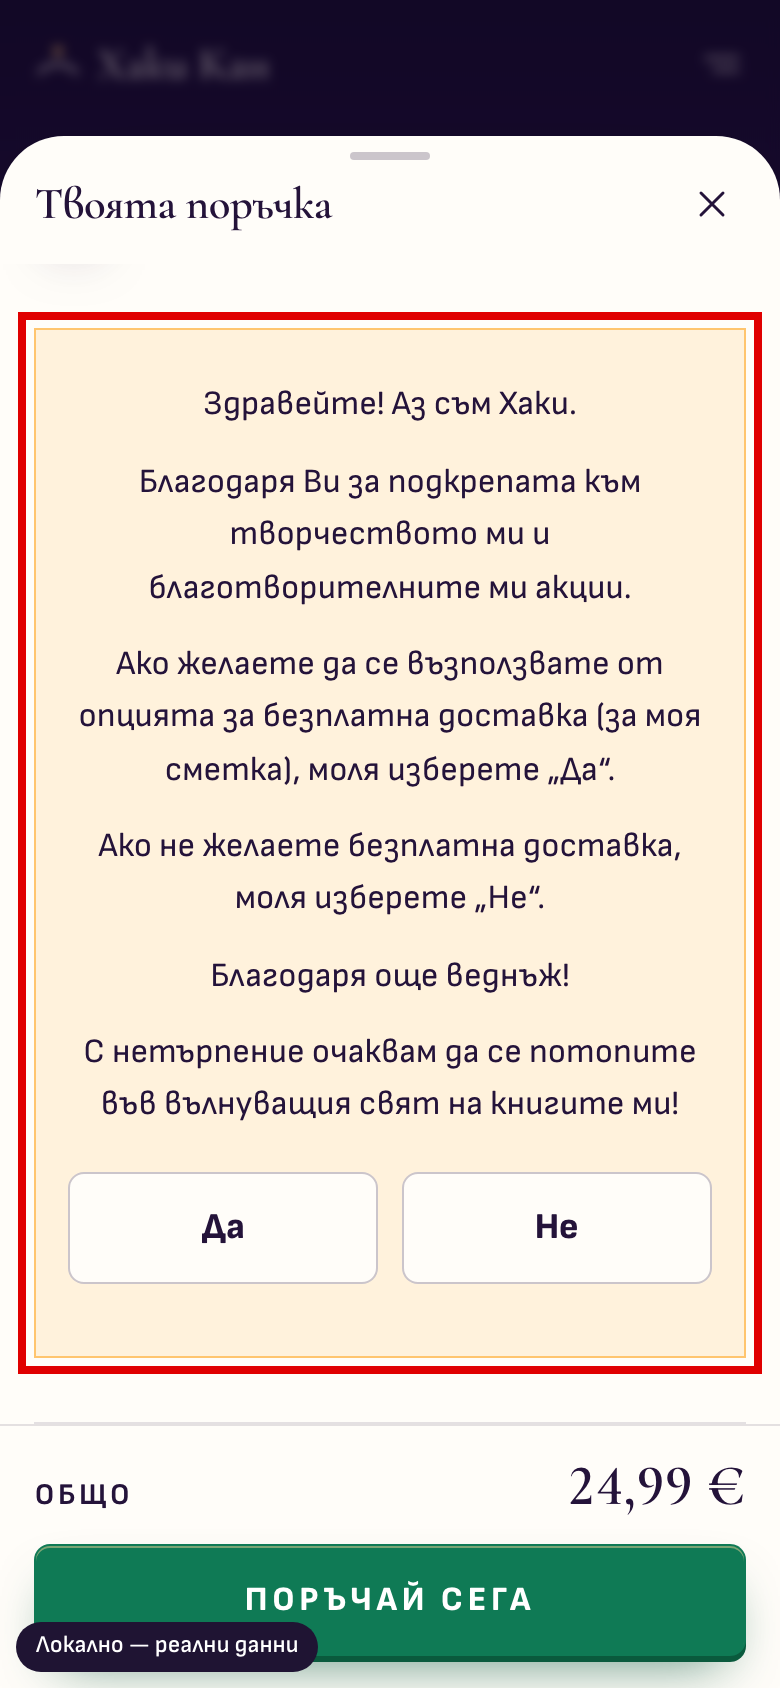 Хаки Кан
Твоята поръчка
Здравейте! Аз съм Хаки.
Благодаря Ви за подкрепата към
творчеството ми и
благотворителните ми акции.
Ако желаете да се възползвате от
опцията за безплатна доставка (за моя
сметка), моля изберете „Да“.
Ако не желаете безплатна доставка,
моля изберете „Не“.
Благодаря още веднъж!
С нетърпение очаквам да се потопите
във вълнуващия свят на книгите ми!
Да
Не
ОБЩО
24,99 €
ПОРЪЧАЙ СЕГА
Локално — реални данни